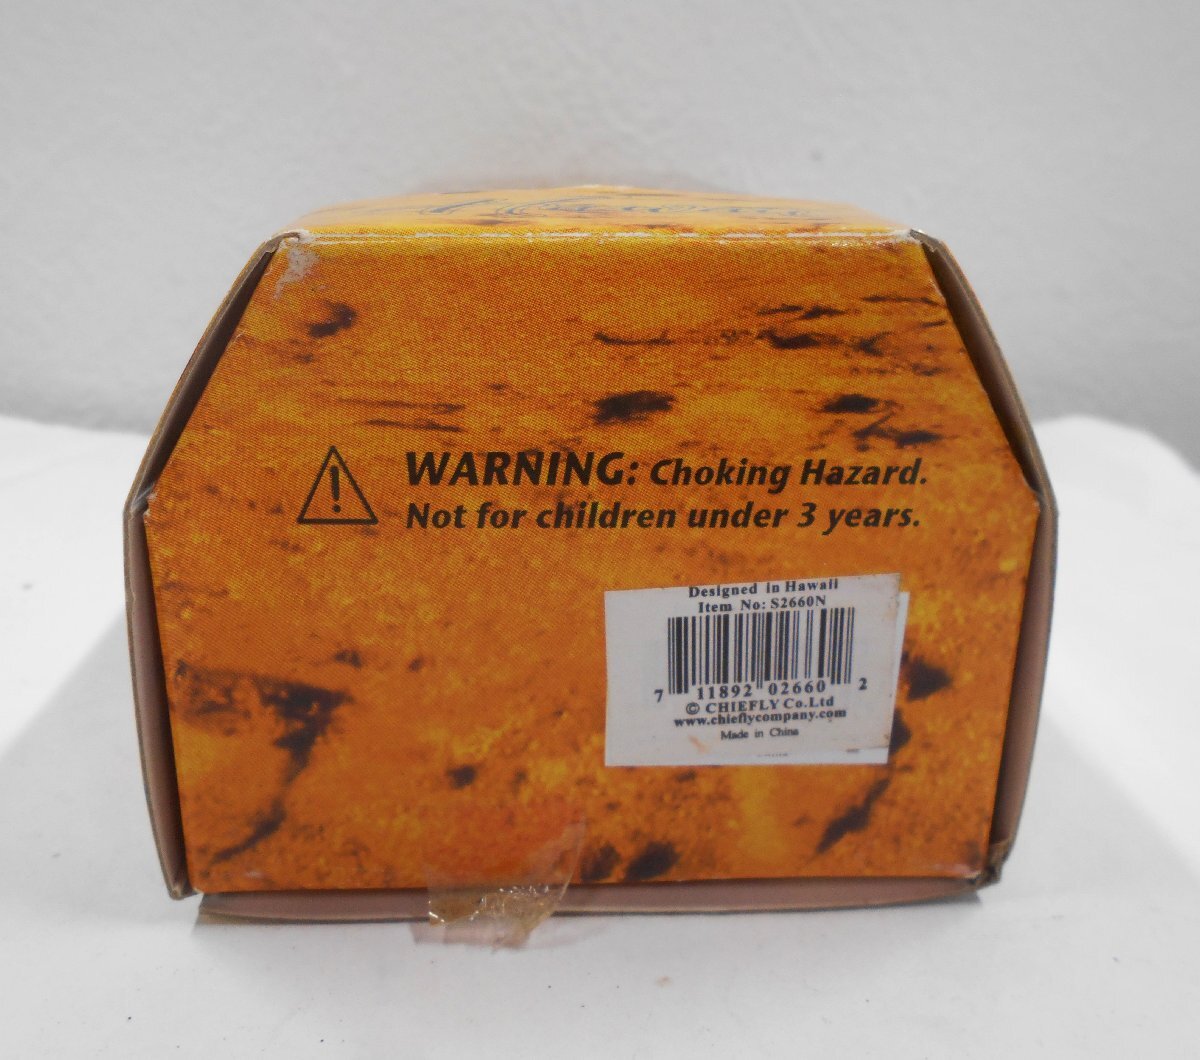 WARNING: Choking Hazard.
Not for children under 3 years.
Designed in Hawaii
Item No: S2660N
7 11892 02660 2
© CHIEFLY Co.Ltd
www.chieflycompany.com
Made in China